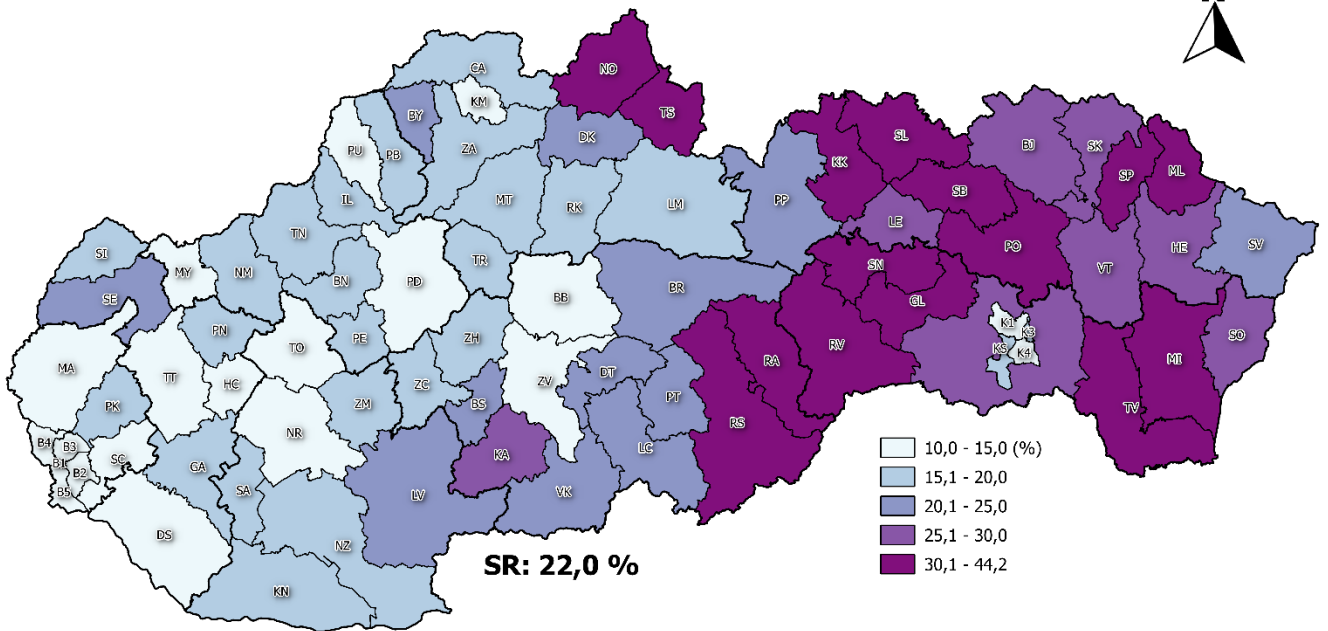 CA
NO
KM
TS
BY
DK
PU
PB
ZA
KK
SL
BJ
SK
SP
ML
IL
MT
RK
LM
PP
SB
LE
TN
SI
MY
NM
BN
PD
TR
BB
BR
SN
PO
VT
HE
SV
SE
PN
TO
PE
ZH
GL
K1
K3
KS
K4
SO
MA
TT
HC
ZM
ZC
ZV
DT
RA
RV
MI
PK
BS
PT
RS
TV
B4
B3
B1
B2
B5
SC
NR
KA
LC
GA
SA
LV
VK
DS
NZ
KN
10,0 - 15,0 (%)
15,1 - 20,0
20,1 - 25,0
25,1 - 30,0
30,1 - 44,2
SR: 22,0 %